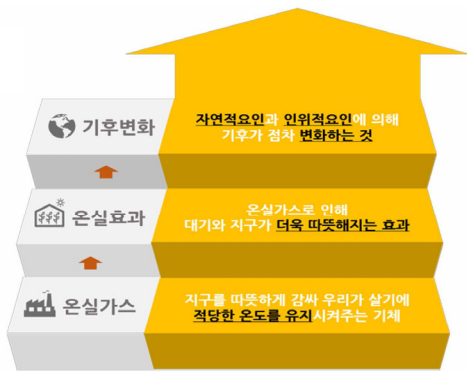 기후변화
자연적요인과 인위적요인에 의해
기후가 점차 변화하는 것
온실효과
온실가스로 인해
대기와 지구가 더욱 따뜻해지는 효과
온실가스
지구를 따뜻하게 감싸 우리가 살기에
적당한 온도를 유지시켜주는 기체